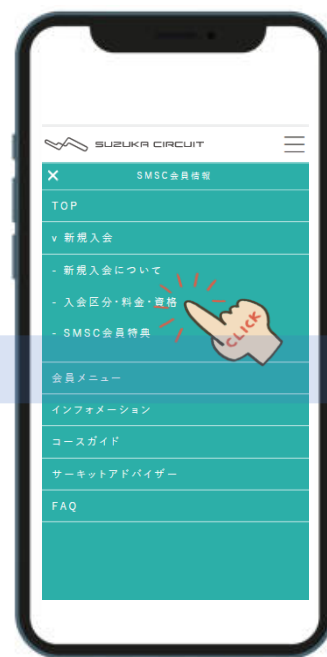 SUZUKA CIRCUIT
× SMSC会員情報
TOP
v 新規入会
- 新規入会について
- 入会区分・料金・資格
CLICK
- SMSC会員特典
会員メニュー
インフォメーション
コースガイド
サーキットアドバイザー
FAQ